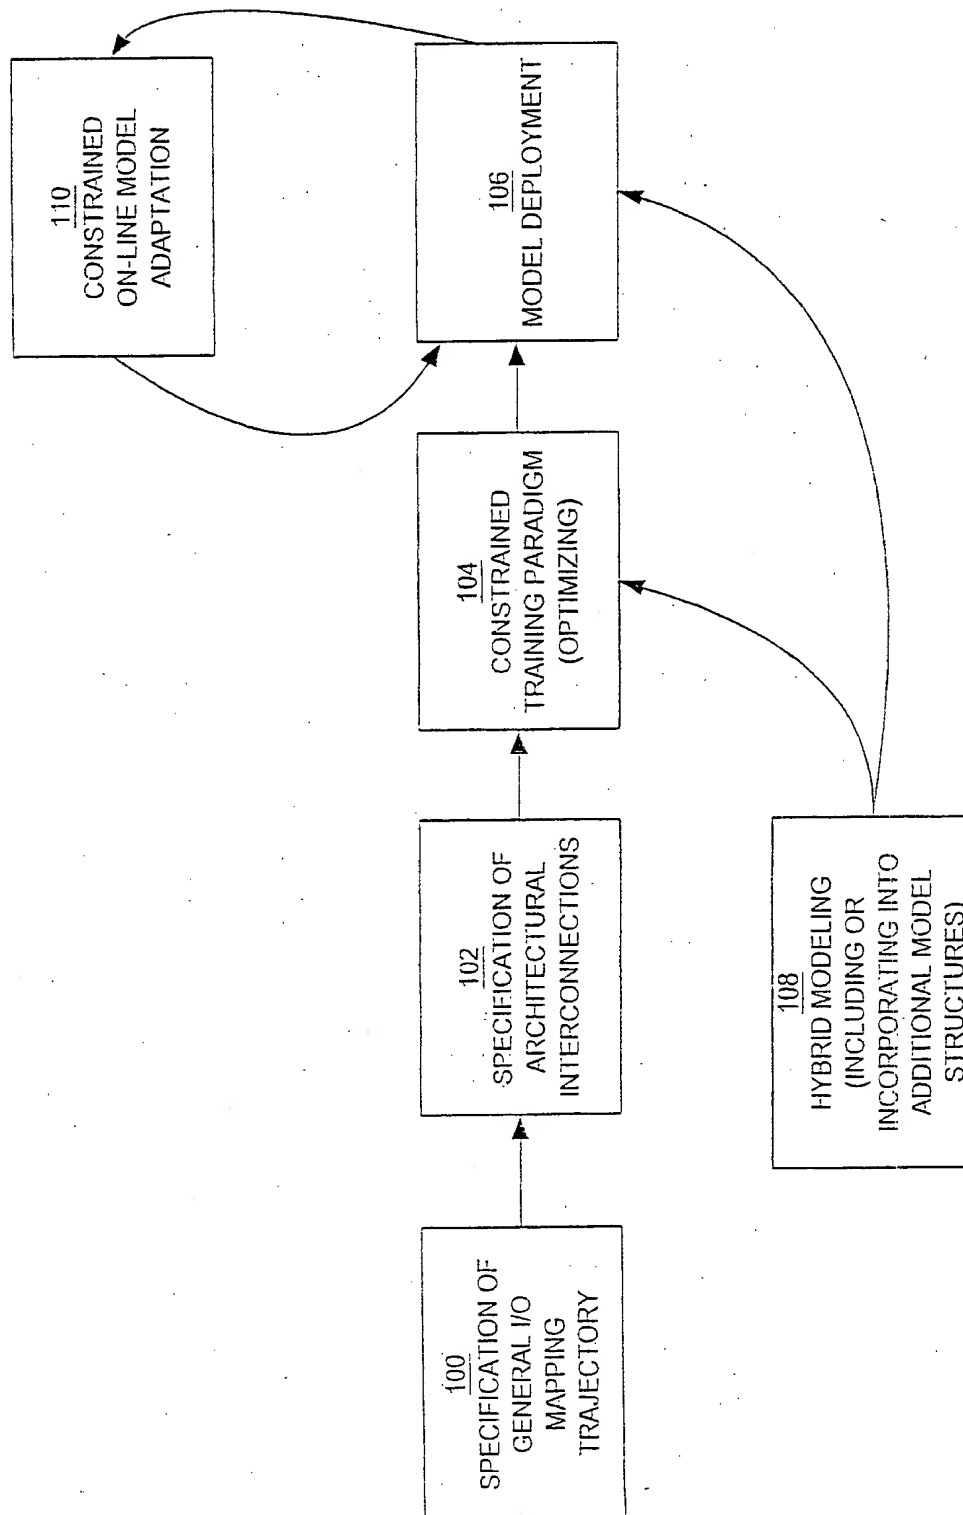 100
SPECIFICATION OF
GENERAL I/O
MAPPING
TRAJECTORY
102
SPECIFICATION OF
ARCHITECTURAL
INTERCONNECTIONS
104
CONSTRAINED
TRAINING PARADIGM
(OPTIMIZING)
106
MODEL DEPLOYMENT
110
CONSTRAINED
ON-LINE MODEL
ADAPTATION
108
HYBRID MODELING
(INCLUDING OR
INCORPORATING INTO
ADDITIONAL MODEL
STRUCTURES)